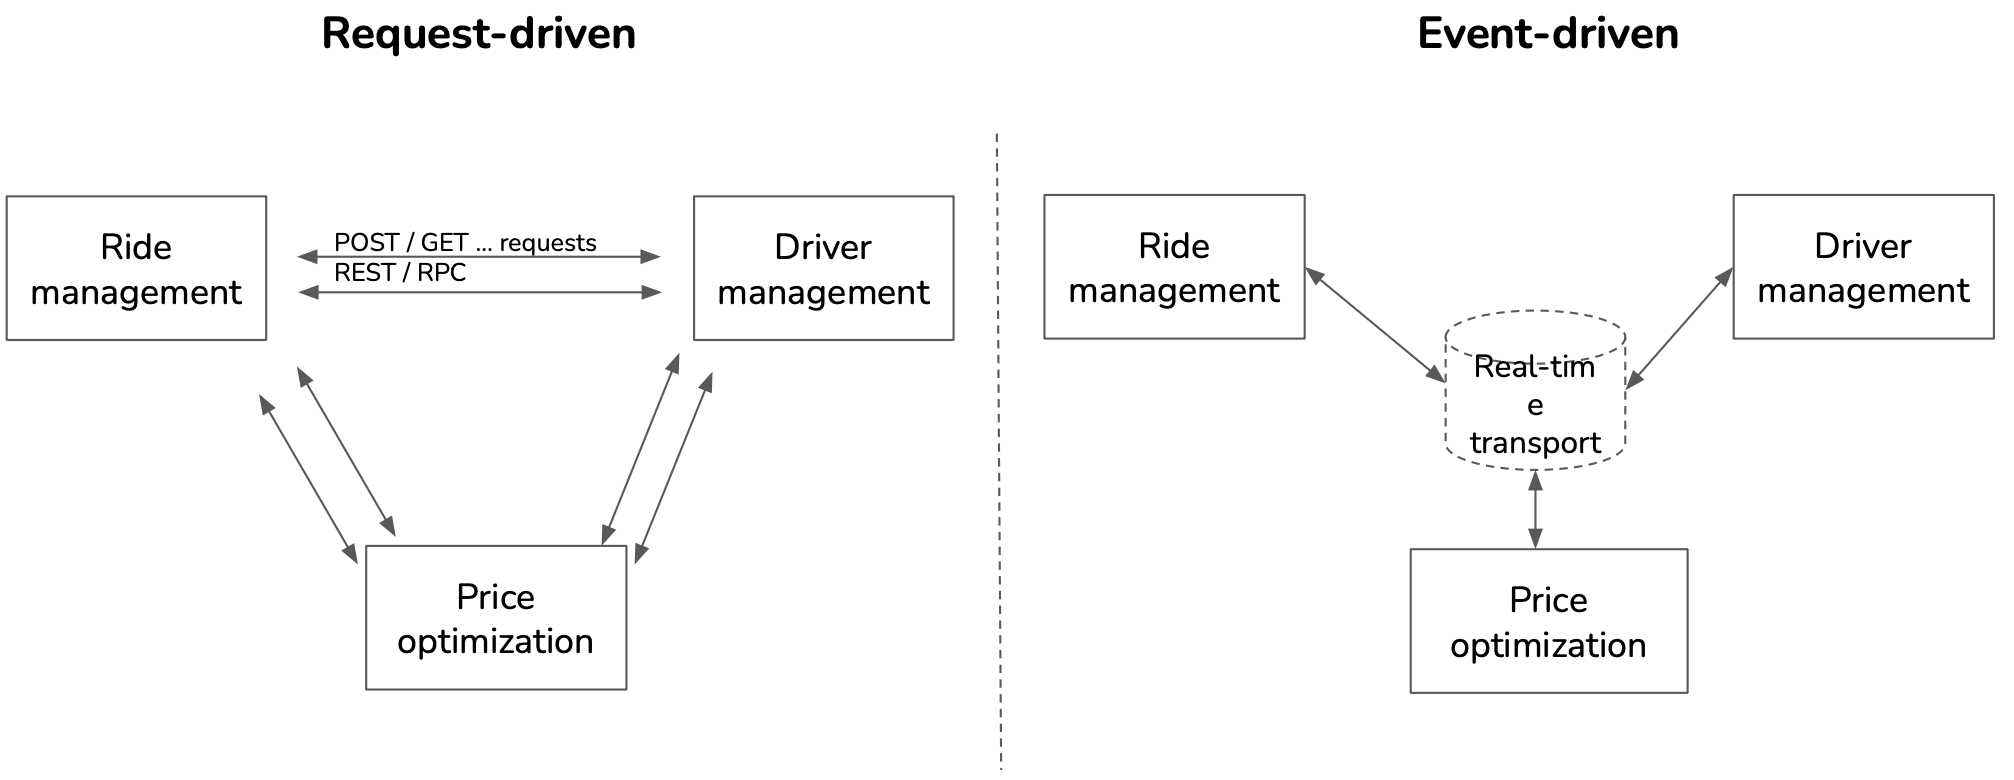 Request-driven
Ride
management
POST / GET ... requests
REST / RPC
Driver
management
Price
optimization
Event-driven
Ride
management
Driver
management
Real-tim
e
transport
Price
optimization